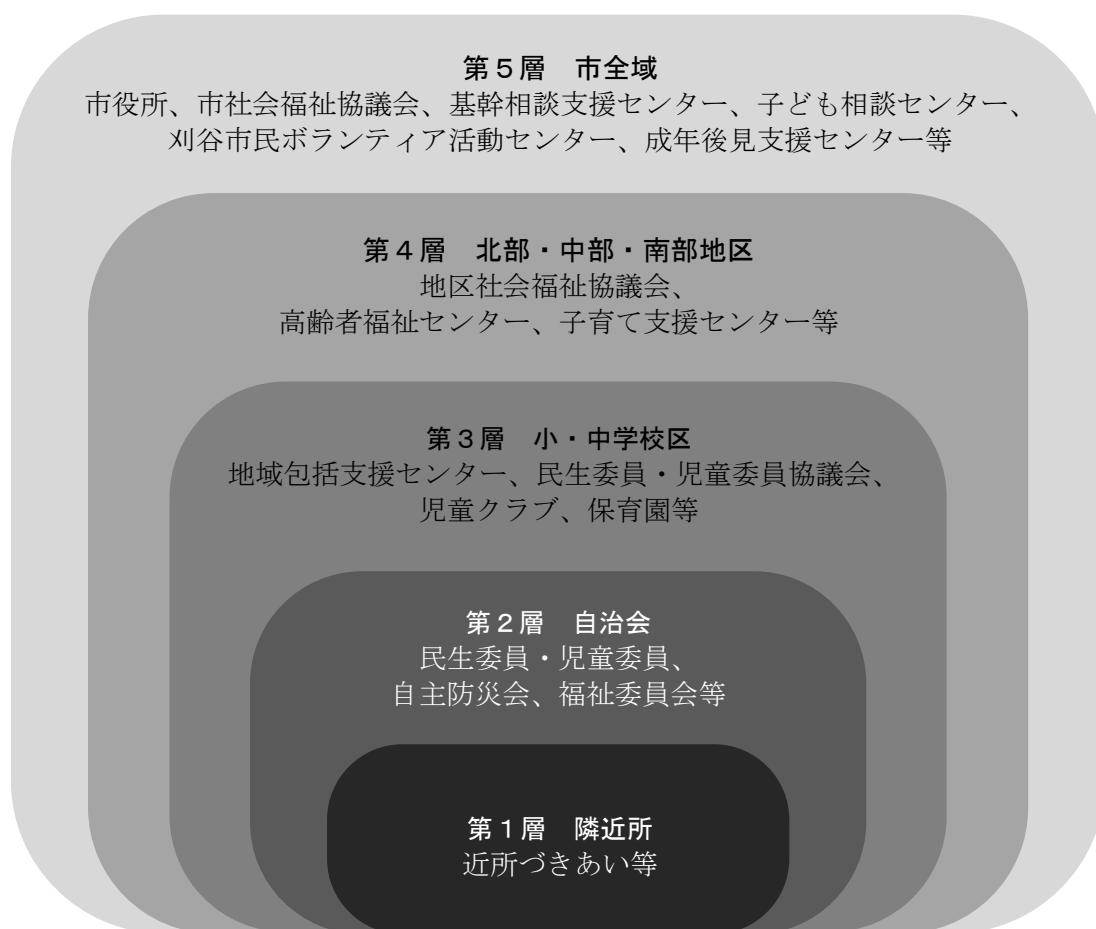 第５層　市全域
市役所、市社会福祉協議会、基幹相談支援センター、子ども相談センター、
刈谷市民ボランティア活動センター、成年後見支援センター等
第４層　北部・中部・南部地区
地区社会福祉協議会、
高齢者福祉センター、子育て支援センター等
第３層　小・中学校区
地域包括支援センター、民生委員・児童委員協議会、
児童クラブ、保育園等
第２層　自治会
民生委員・児童委員、
自主防災会、福祉委員会等
第１層　隣近所
近所づきあい等